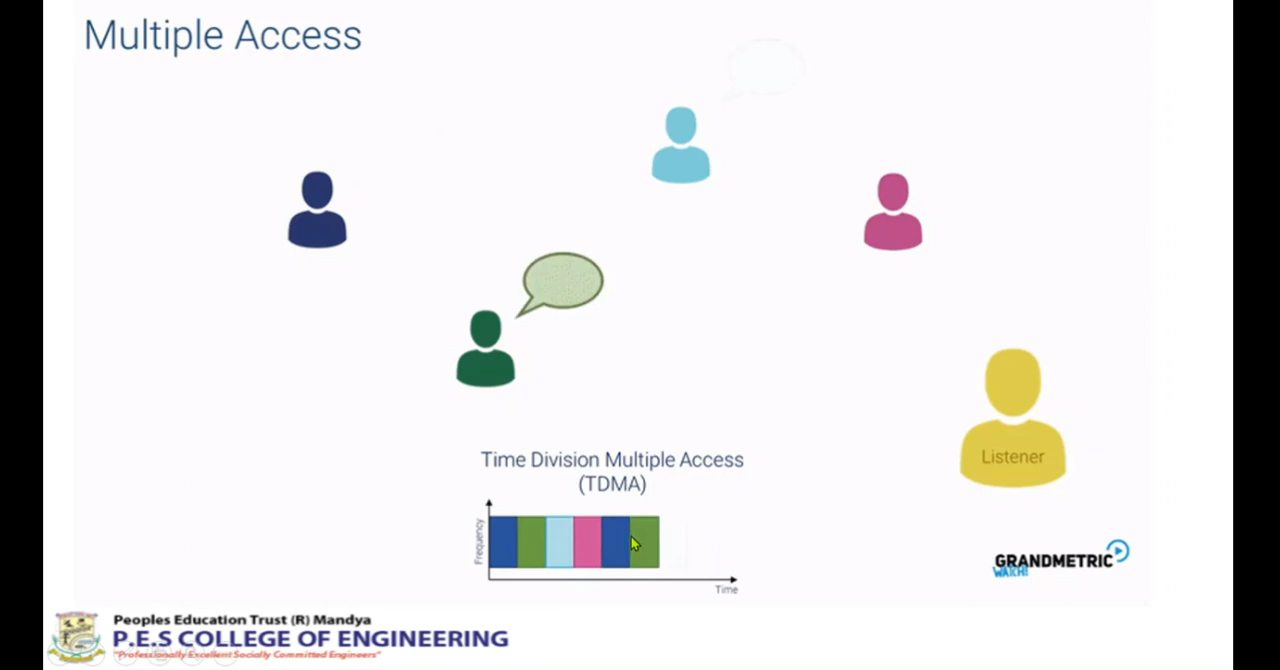 Multiple Access
Listener
Time Division Multiple Access
(TDMA)
Frequency
Time
GRANDMETRIC
WATCH!
Peoples Education Trust (R) Mandya
P.E.S COLLEGE OF ENGINEERING
"Professionally Excellent Socially Committed Engineers"